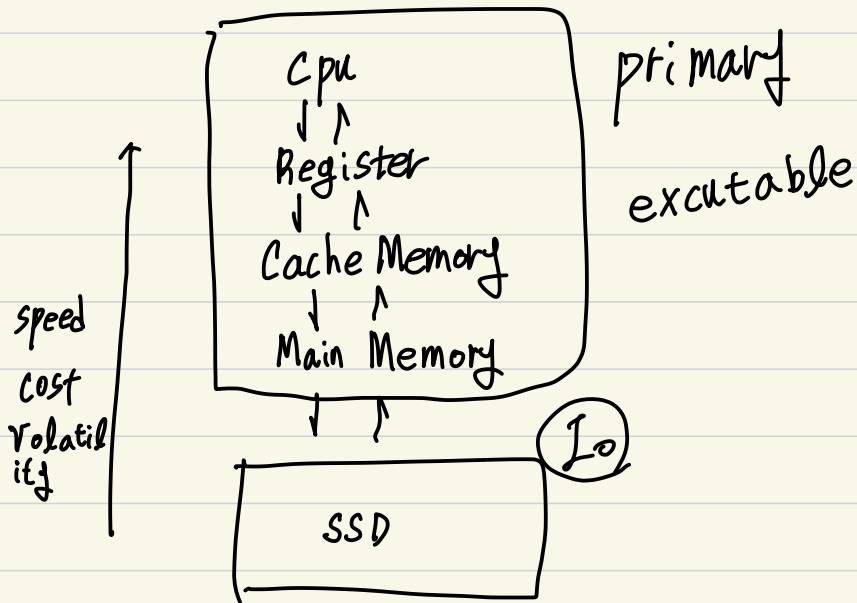 Cpu
primary
Register
excutable
Cache Memory
speed
Main Memory
cost
Volatil
ity
Io
SSD